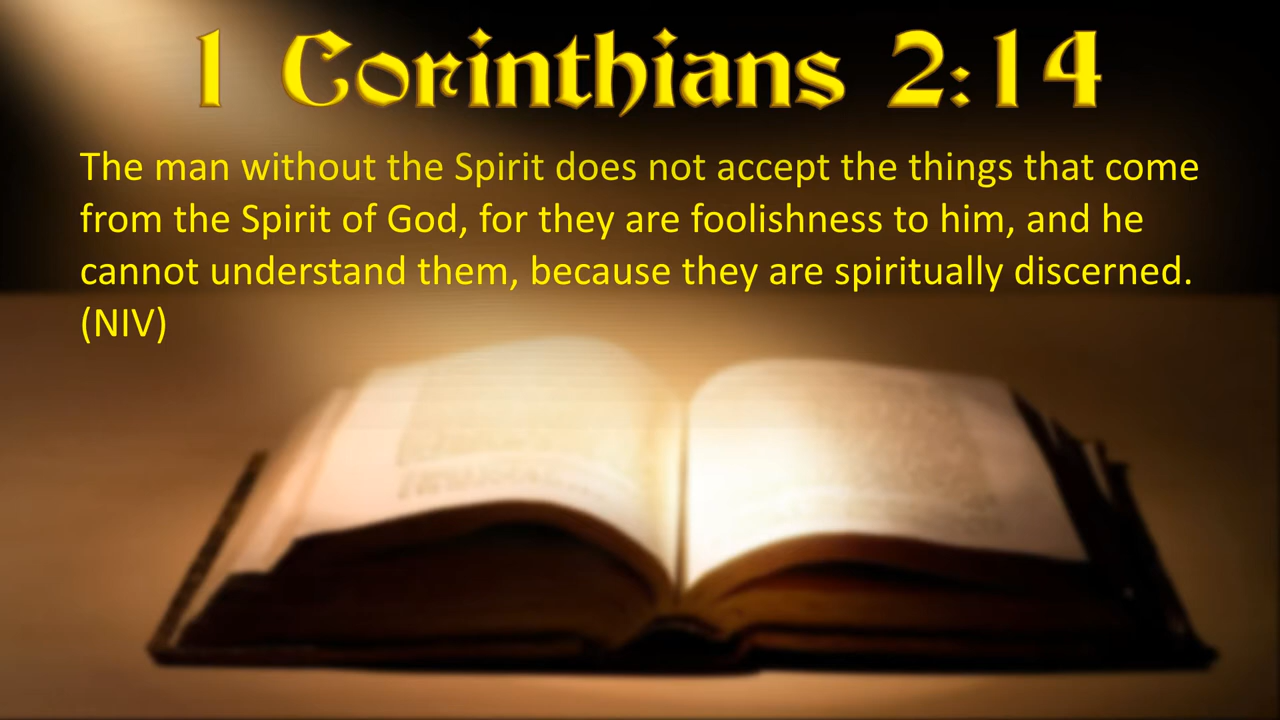 1 Corinthians 2:14
The man without the Spirit does not accept the things that come
from the Spirit of God, for they are foolishness to him, and he
cannot understand them, because they are spiritually discerned.
(NIV)